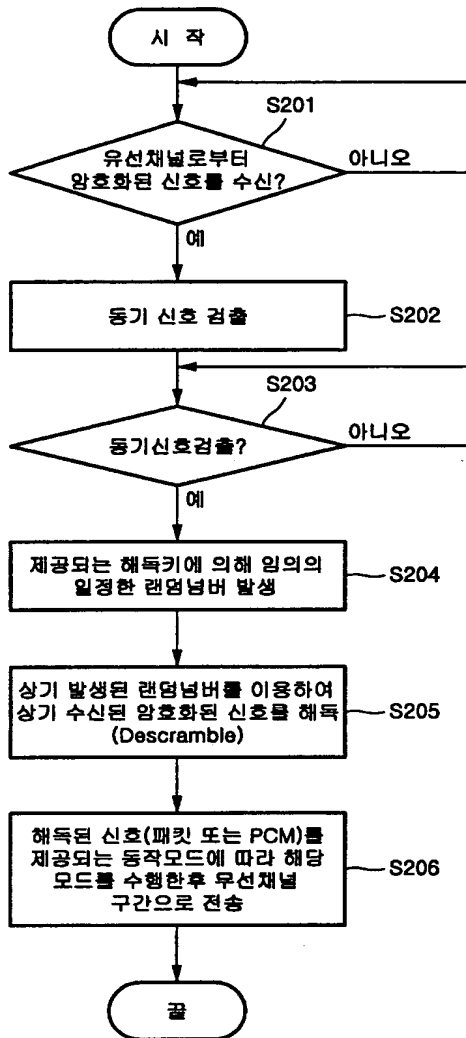 시 작
S201
유선채널로부터
암호화된 신호를 수신?
아니오
예
동기 신호 검출
S202
S203
동기신호검출?
아니오
예
제공되는 해독키에 의해 임의의
일정한 랜덤넘버 발생
S204
상기 발생된 랜덤넘버를 이용하여
상기 수신된 암호화된 신호를 해독
(Descramble)
S205
해독된 신호(패킷 또는 PCM)를
제공되는 동작모드에 따라 해당
모드를 수행한후 무선채널
구간으로 전송
S206
끝